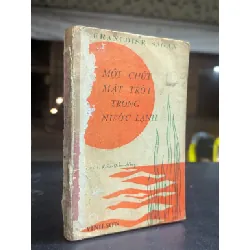 FRANÇOISE SAGAN
MỘT CHÚT
MẶT TRỜI
TRONG
NƯỚC LẠNH